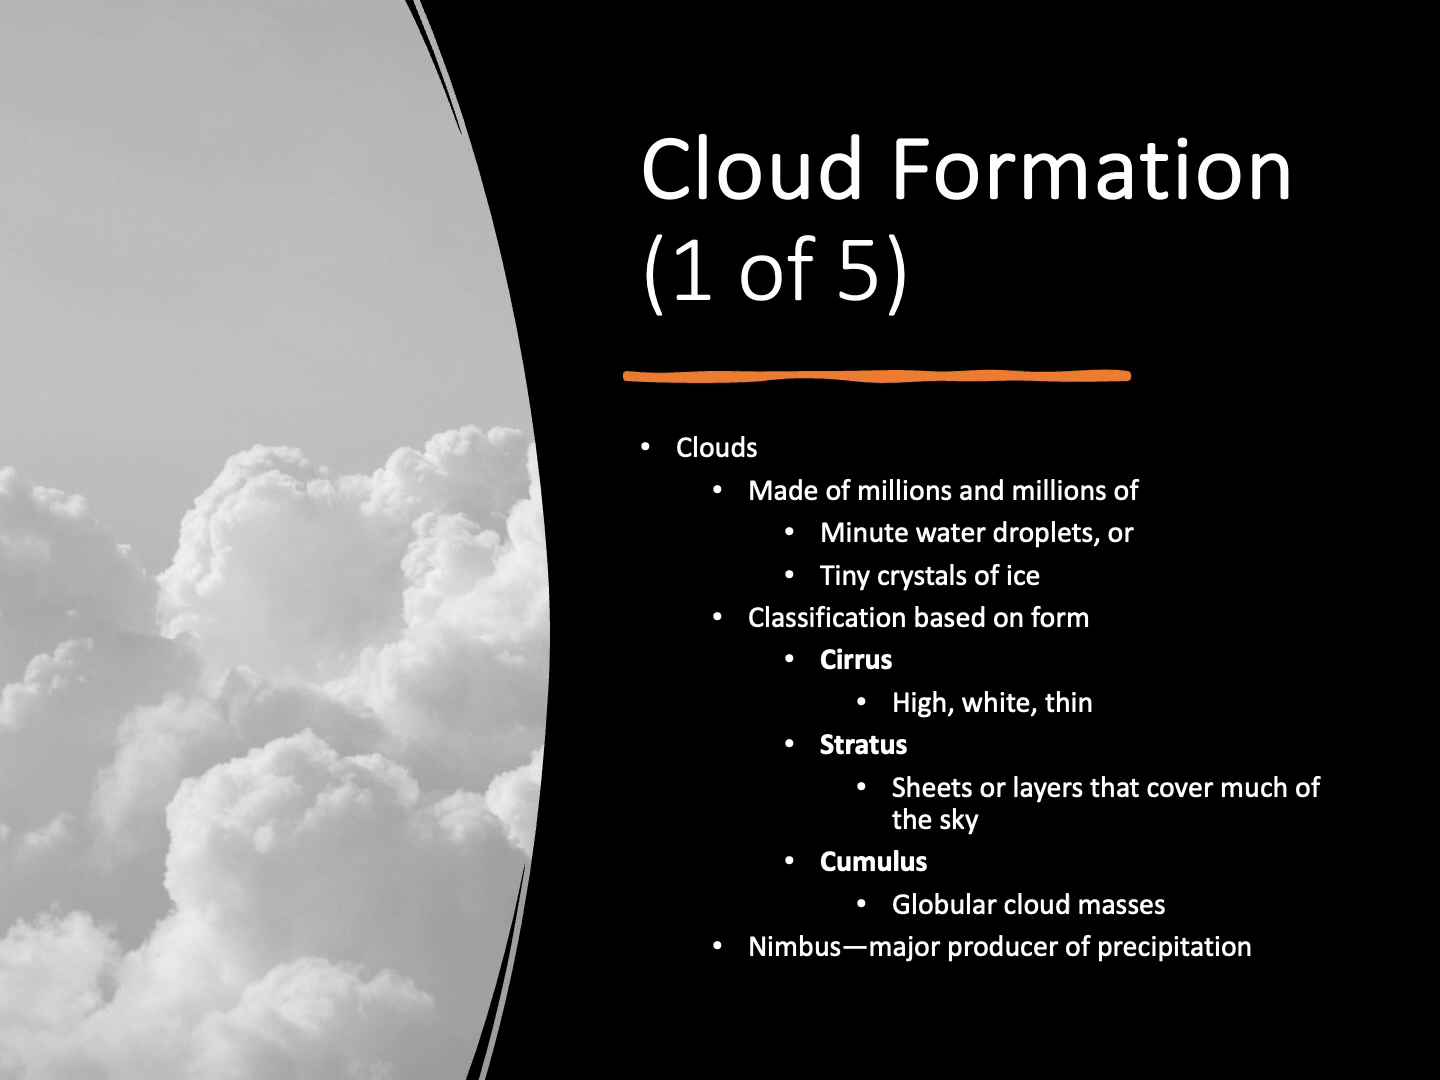 Cloud Formation
(1 of 5)
• Clouds
• Made of millions and millions of
• Minute water droplets, or
• Tiny crystals of ice
• Classification based on form
• Cirrus
• High, white, thin
• Stratus
• Sheets or layers that cover much of
the sky
• Cumulus
• Globular cloud masses
• Nimbus—major producer of precipitation